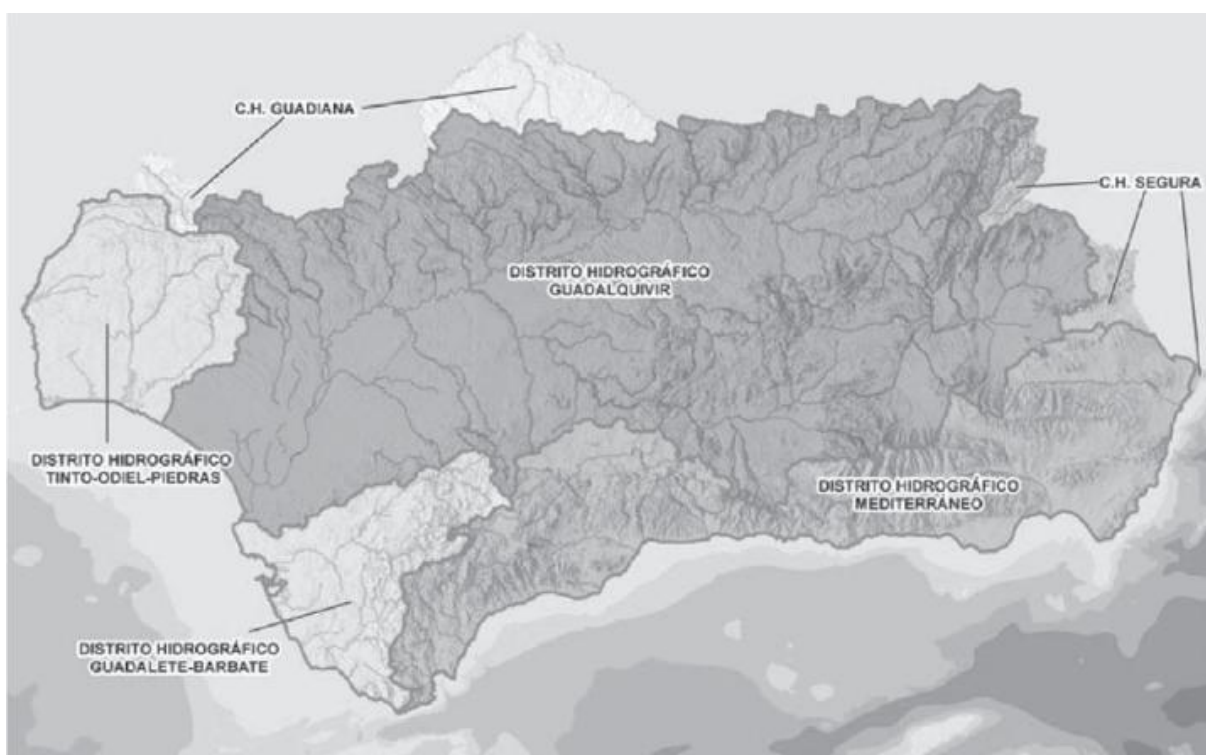 C.H. GUADIANA
C.H. SEGURA
DISTRITO HIDROGRÁFICO
GUADALQUIVIR
DISTRITO HIDROGRÁFICO
TINTO-ODIEL-PIEDRAS
DISTRITO HIDROGRÁFICO
MEDITERRÁNEO
DISTRITO HIDROGRÁFICO
GUADALETE-BARBATE